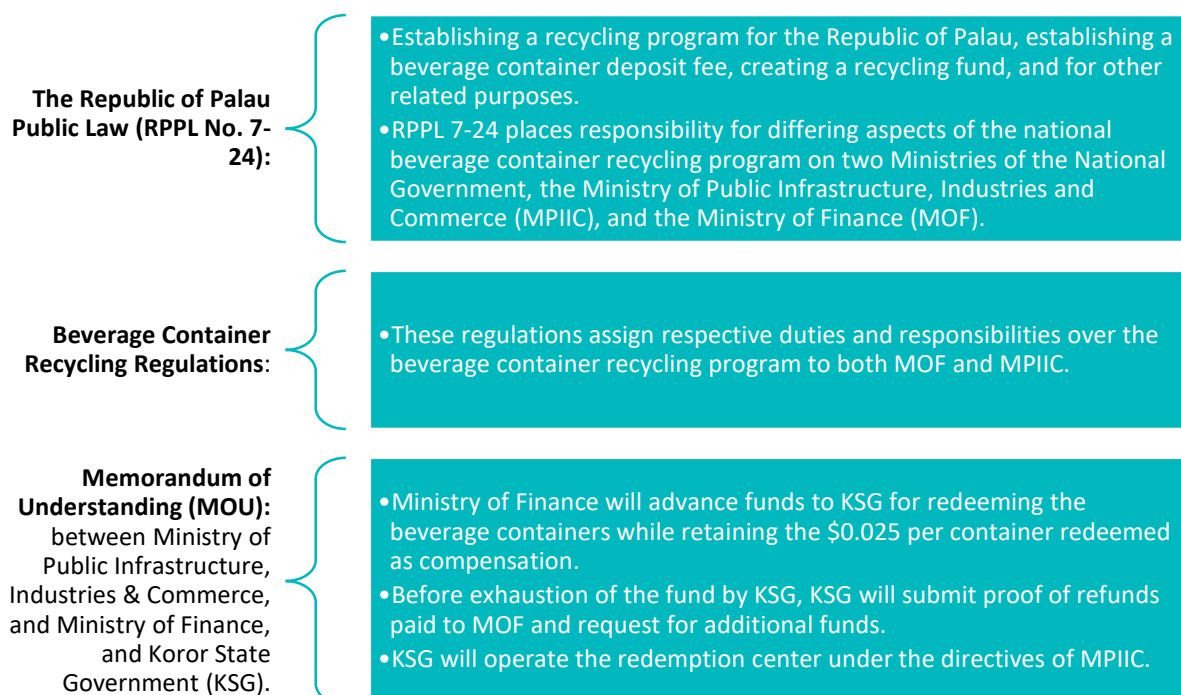 The Republic of Palau
Public Law (RPPL No. 7-
24):
•Establishing a recycling program for the Republic of Palau, establishing a
beverage container deposit fee, creating a recycling fund, and for other
related purposes.
•RPPL 7-24 places responsibility for differing aspects of the national
beverage container recycling program on two Ministries of the National
Government, the Ministry of Public Infrastructure, Industries and
Commerce (MPIIC), and the Ministry of Finance (MOF).
Beverage Container
Recycling Regulations:
•These regulations assign respective duties and responsibilities over the
beverage container recycling program to both MOF and MPIIC.
Memorandum of
Understanding (MOU):
between Ministry of
Public Infrastructure,
Industries & Commerce,
and Ministry of Finance,
and Koror State
Government (KSG).
•Ministry of Finance will advance funds to KSG for redeeming the
beverage containers while retaining the $0.025 per container redeemed
as compensation.
•Before exhaustion of the fund by KSG, KSG will submit proof of refunds
paid to MOF and request for additional funds.
•KSG will operate the redemption center under the directives of MPIIC.